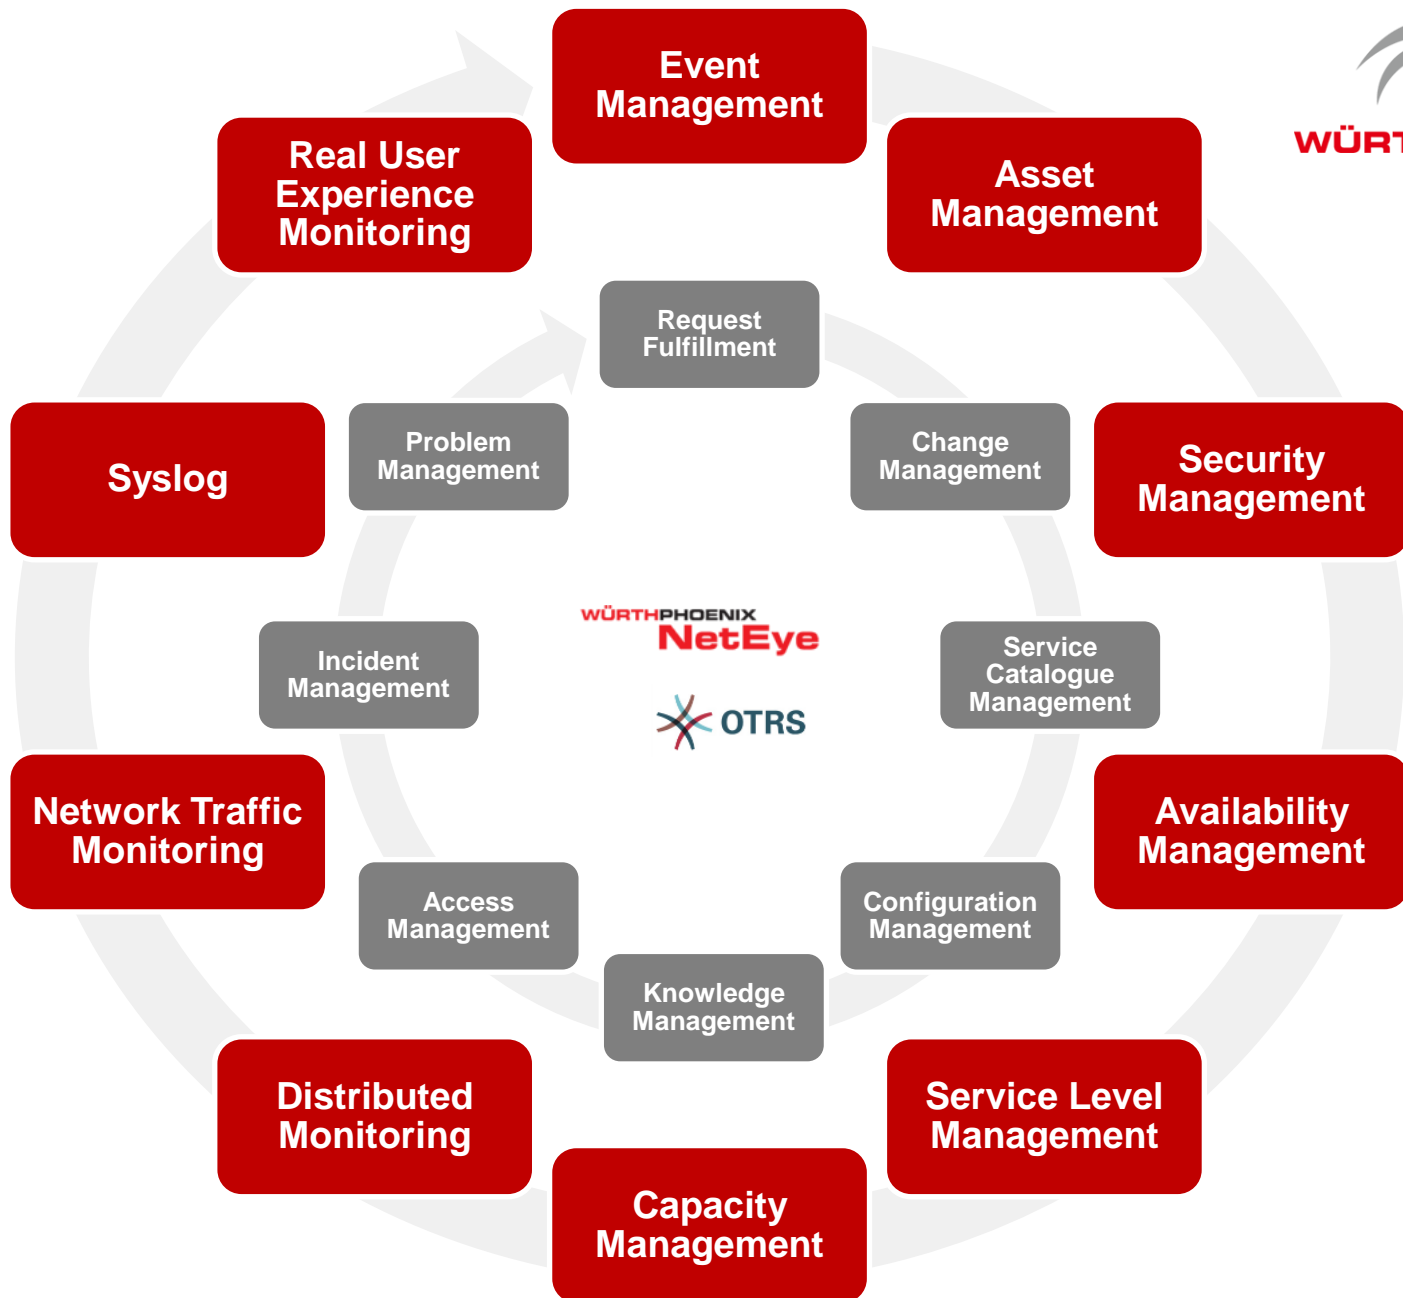 Event
Management
WÜRT
Real User
Experience
Monitoring
Asset
Management
Request
Fulfillment
Problem
Management
Change
Management
Syslog
Security
Management
WÜRTHPHOENIX
NetEye
OTRS
Incident
Management
Service
Catalogue
Management
Network Traffic
Monitoring
Availability
Management
Access
Management
Configuration
Management
Knowledge
Management
Distributed
Monitoring
Service Level
Management
Capacity
Management